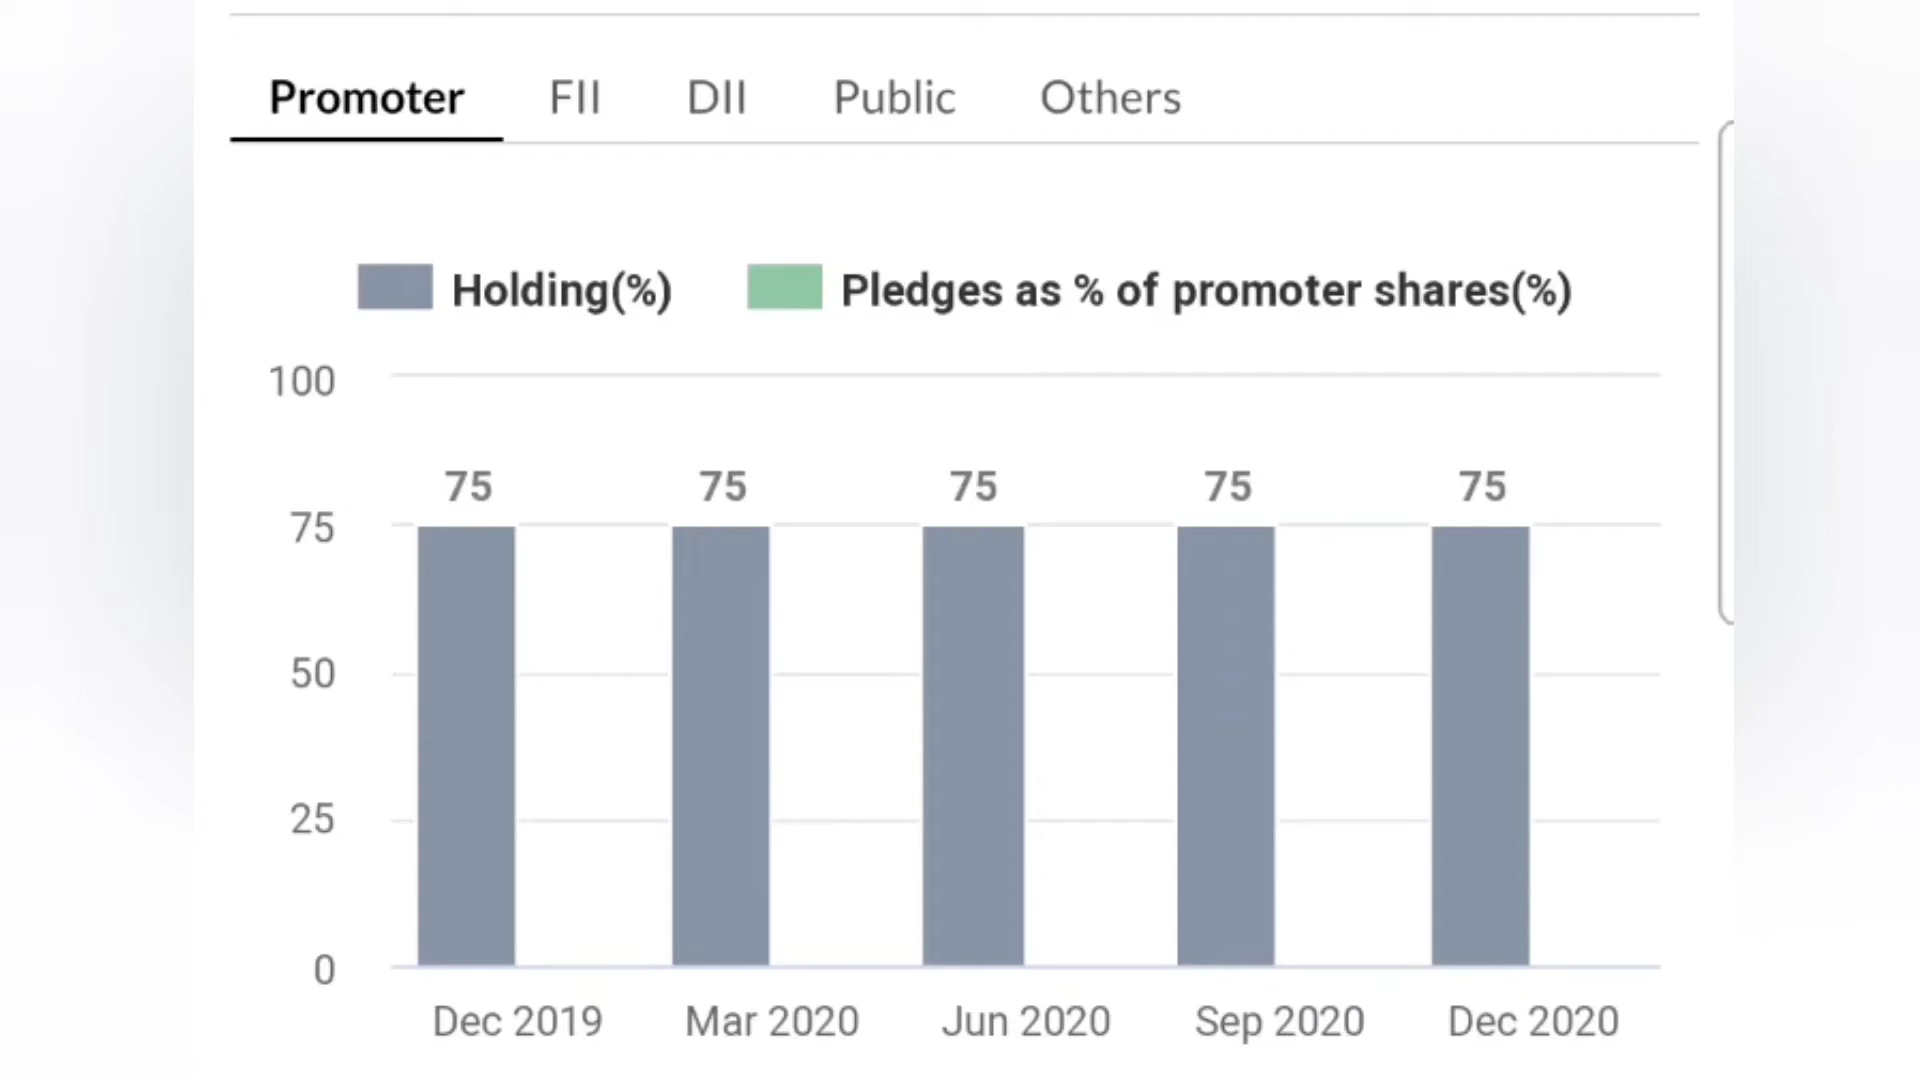 Promoter FII DII Public Others
Holding(%) Pledges as % of promoter shares(%)
100
75 75 75 75 75
75
50
25
0
Dec 2019 Mar 2020 Jun 2020 Sep 2020 Dec 2020